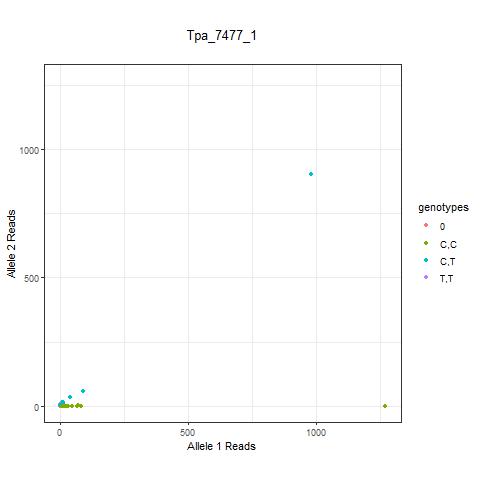 Tpa_7477_1
1000
500
0
Allele 2 Reads
0
500
1000
Allele 1 Reads
genotypes
0
C,C
C,T
T,T